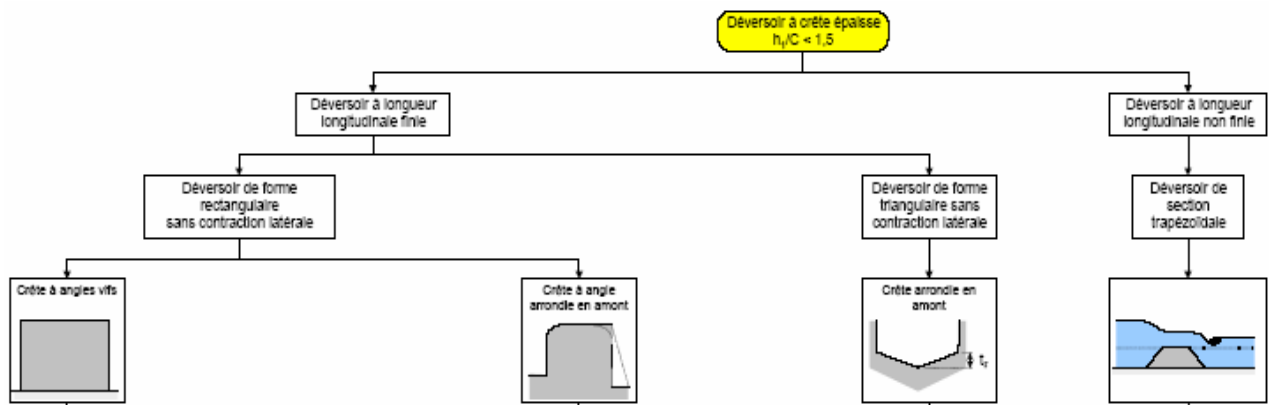 Déversoir à crête épaisse
h₁/C < 1,5
Déversoir à longueur
longitudinale finie
Déversoir à longueur
longitudinale non finie
Déversoir de forme
rectangulaire
sans contraction latérale
Déversoir de forme
triangulaire sans
contraction latérale
Déversoir de
section
trapézoïdale
Crête à angles vifs
Crête à angle
arrondie en amont
Crête arrondie en
amont
tᵣ